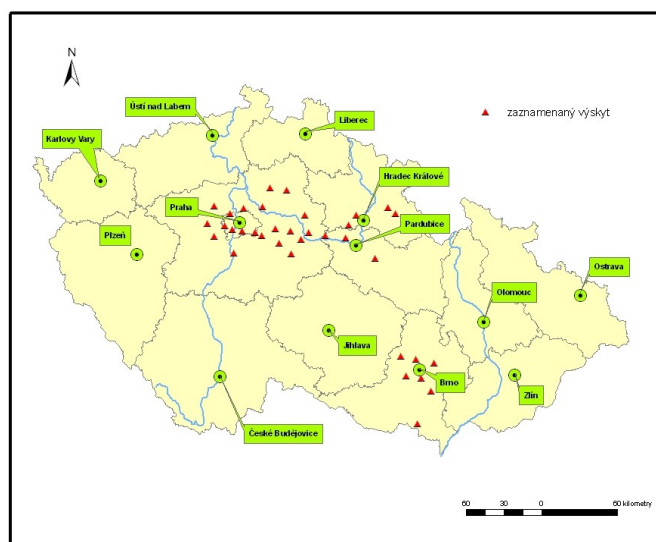 N
Ústí nad Labem
Liberec
zaznamenaný výskyt
Karlovy Vary
Hradec Králové
Praha
Pardubice
Plzeň
Ostrava
Olomouc
Jihlava
Brno
Zlín
České Budějovice
60 30 0 60 kilometry